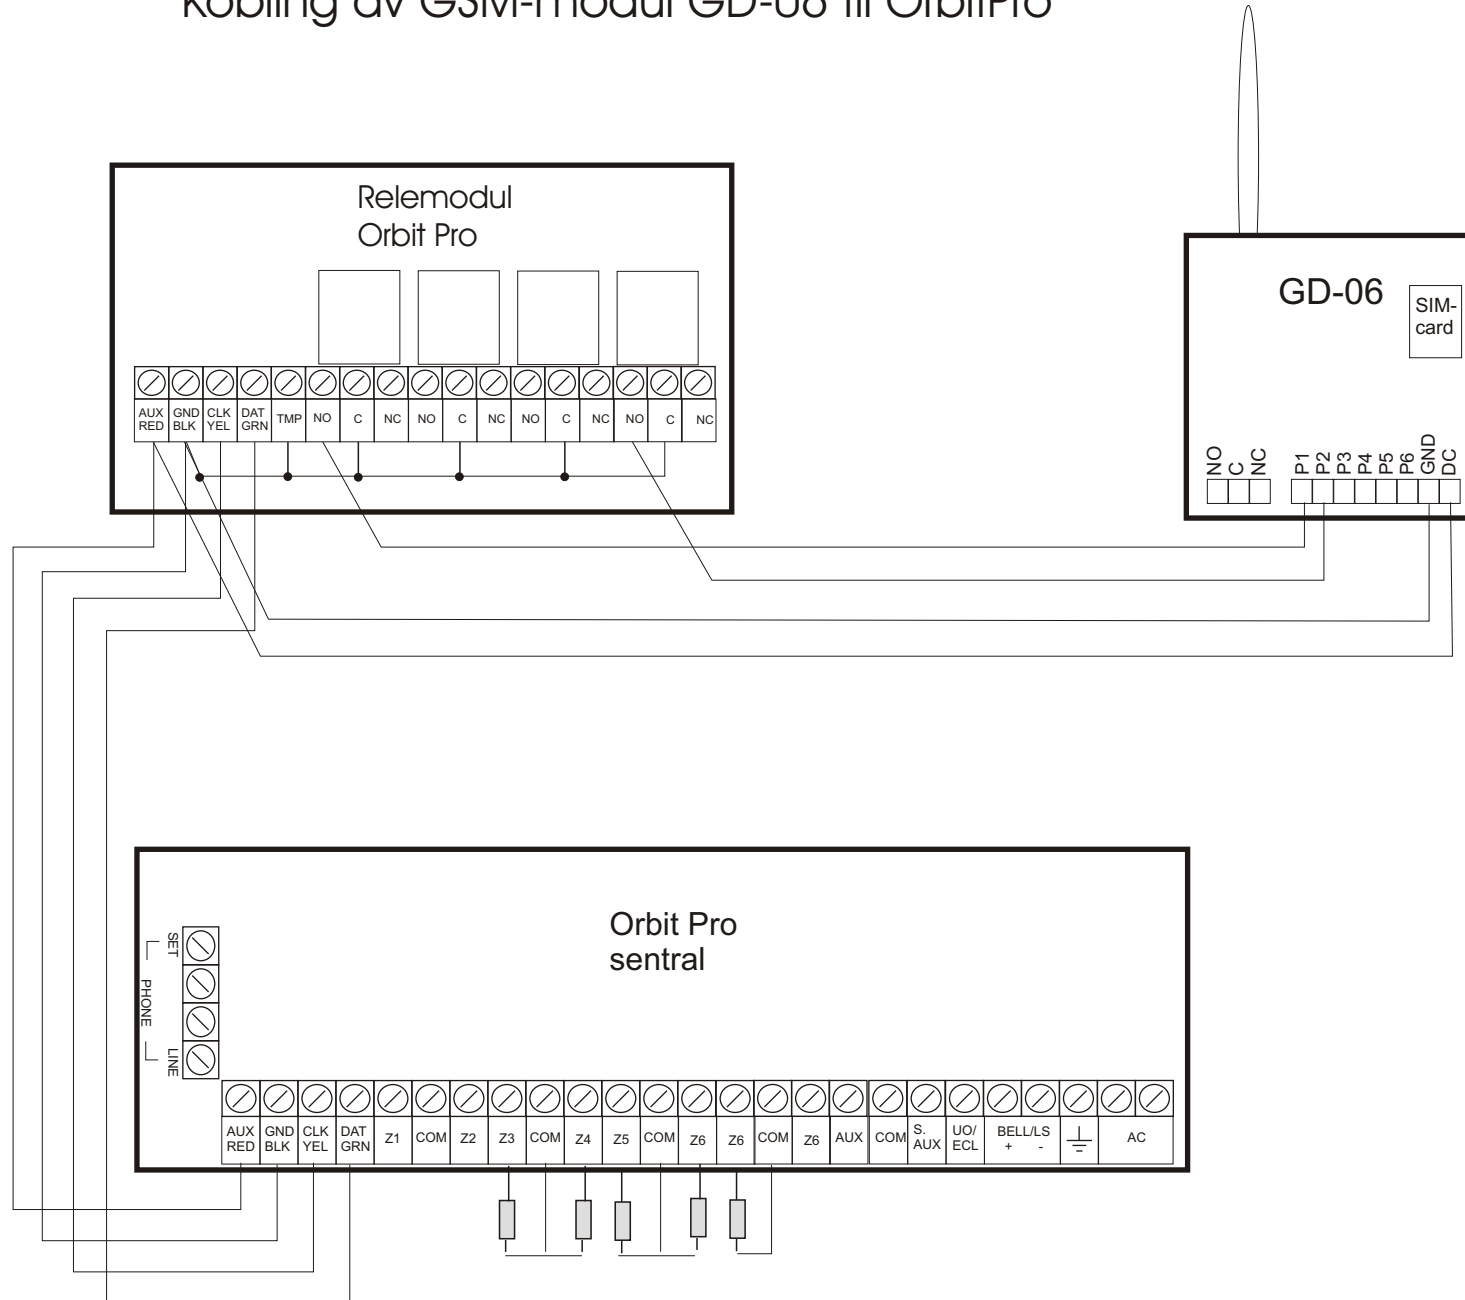 Kobling av GSM-modul GD-06 til OrbitPro
Relemodul
Orbit Pro
AUX RED
GND BLK
CLK YEL
DAT GRN
TMP
NO
C
NC
NO
C
NC
NO
C
NC
NO
C
NC
GD-06
SIM-
card
NO
C
NC
P1
P2
P3
P4
P5
P6
GND
DC
Orbit Pro
sentral
SET
PHONE
LINE
AUX RED
GND BLK
CLK YEL
DAT GRN
Z1
COM
Z2
Z3
COM
Z4
Z5
COM
Z6
Z6
COM
Z6
AUX
COM
S. AUX
UO/ ECL
BELL/LS
+ -
AC